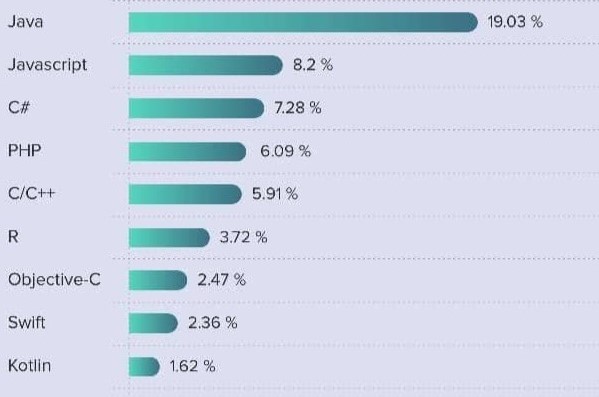 Java 19.03 %
Javascript 8.2 %
C# 7.28 %
PHP 6.09 %
C/C++ 5.91 %
R 3.72 %
Objective-C 2.47 %
Swift 2.36 %
Kotlin 1.62 %